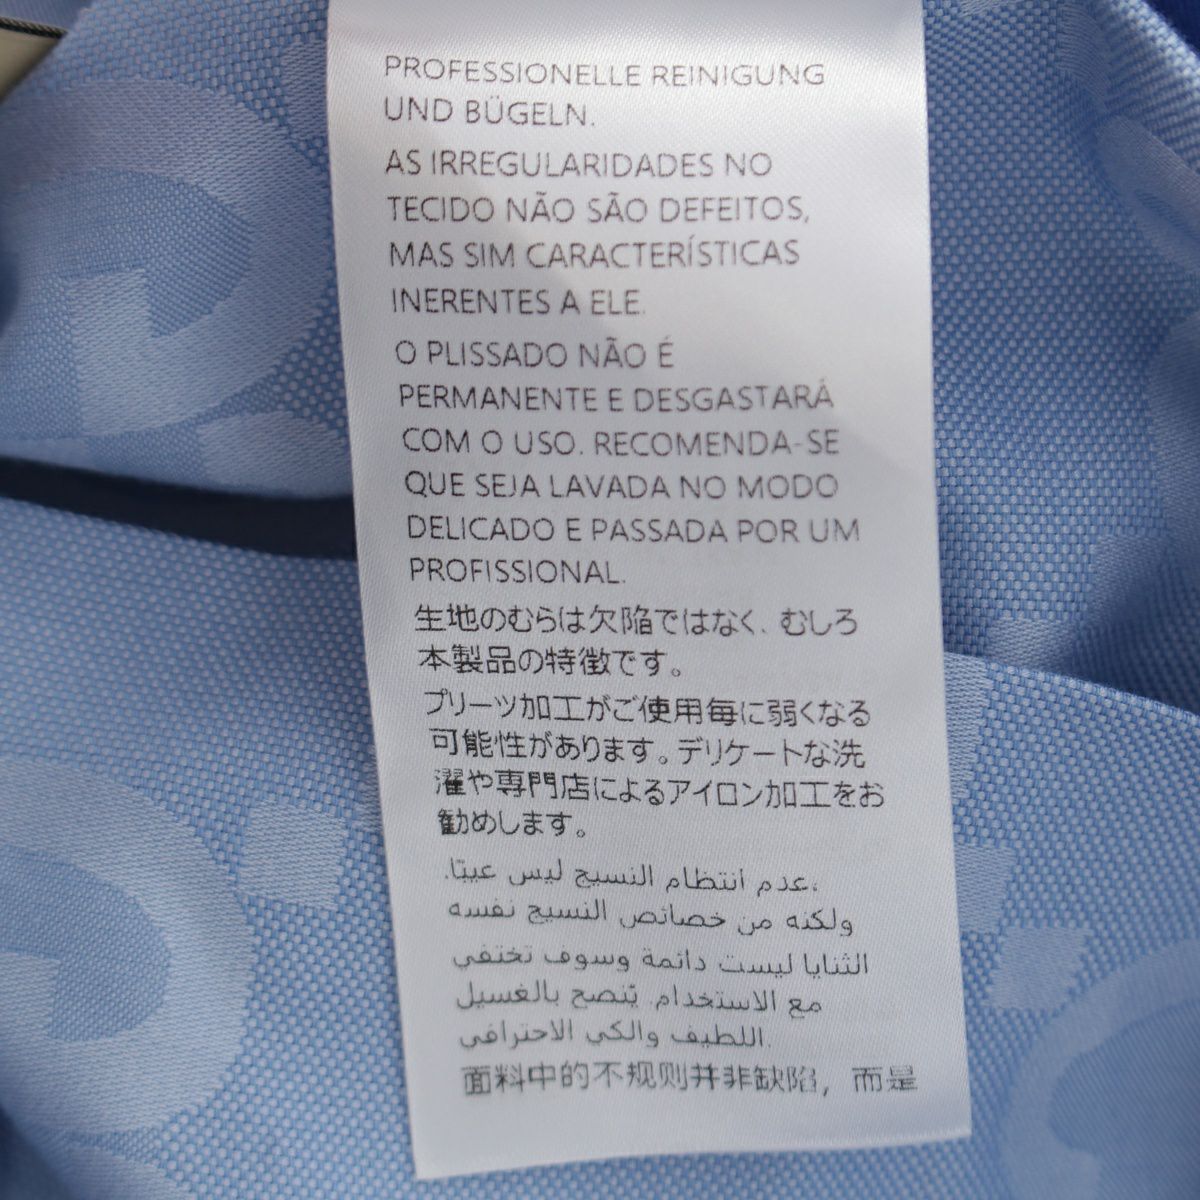 PROFESSIONELLE REINIGUNG
UND BÜGELN.
AS IRREGULARIDADES NO
TECIDO NÃO SÃO DEFEITOS,
MAS SIM CARACTERÍSTICAS
INERENTES A ELE.
O PLISSADO NÃO É
PERMANENTE E DESGASTARÁ
COM O USO. RECOMENDA-SE
QUE SEJA LAVADA NO MODO
DELICADO E PASSADA POR UM
PROFISSIONAL.
生地のむらは欠陥ではなく、むしろ
本製品の特徴です。
プリーツ加工がご使用毎に弱くなる
可能性があります。デリケートな洗
濯や専門店によるアイロン加工をお
勧めします。
عدم انتظام النسيج ليس عيبًا،.
ولكنه من خصائص النسيج نفسه
الثنايا ليست دائمة وسوف تختفي
مع الاستخدام. يُنصح بالغسيل
اللطيف والكي الاحترافي.
面料中的不规则并非缺陷，而是